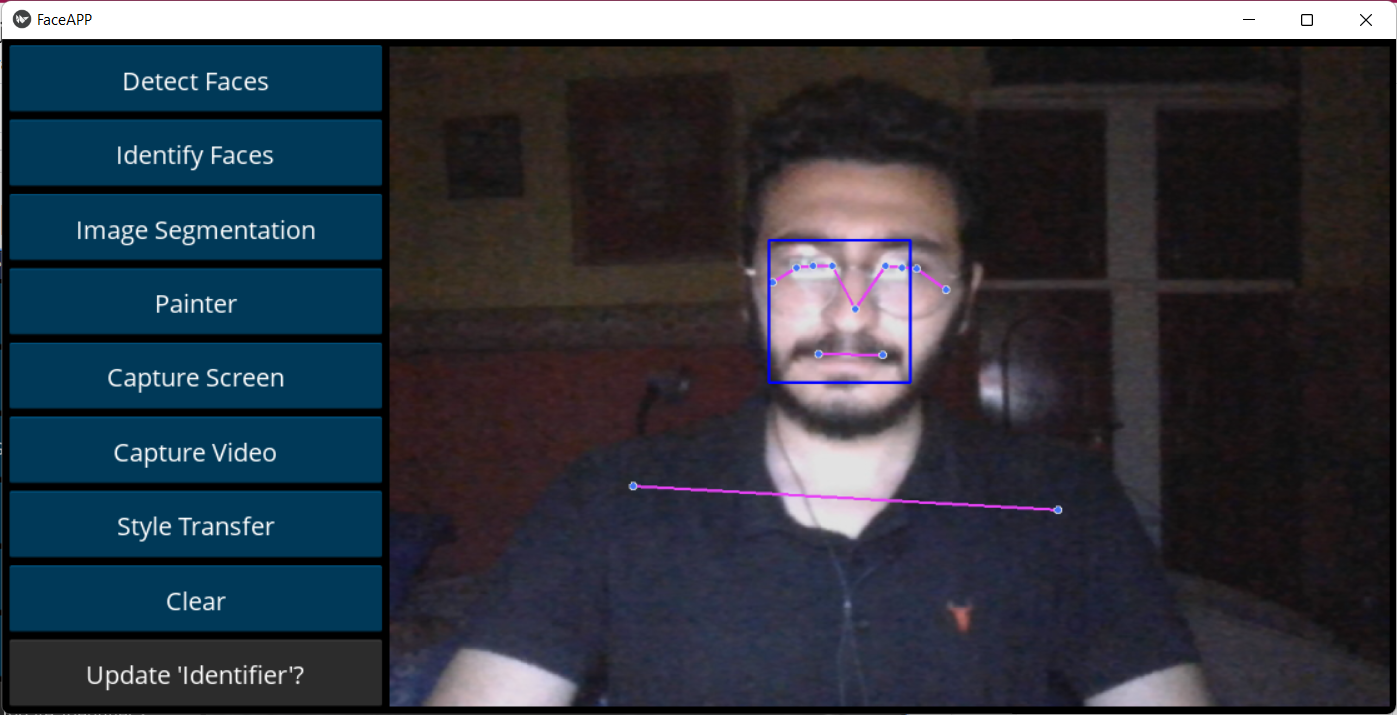 FaceAPP
Detect Faces
Identify Faces
Image Segmentation
Painter
Capture Screen
Capture Video
Style Transfer
Clear
Update 'Identifier'?